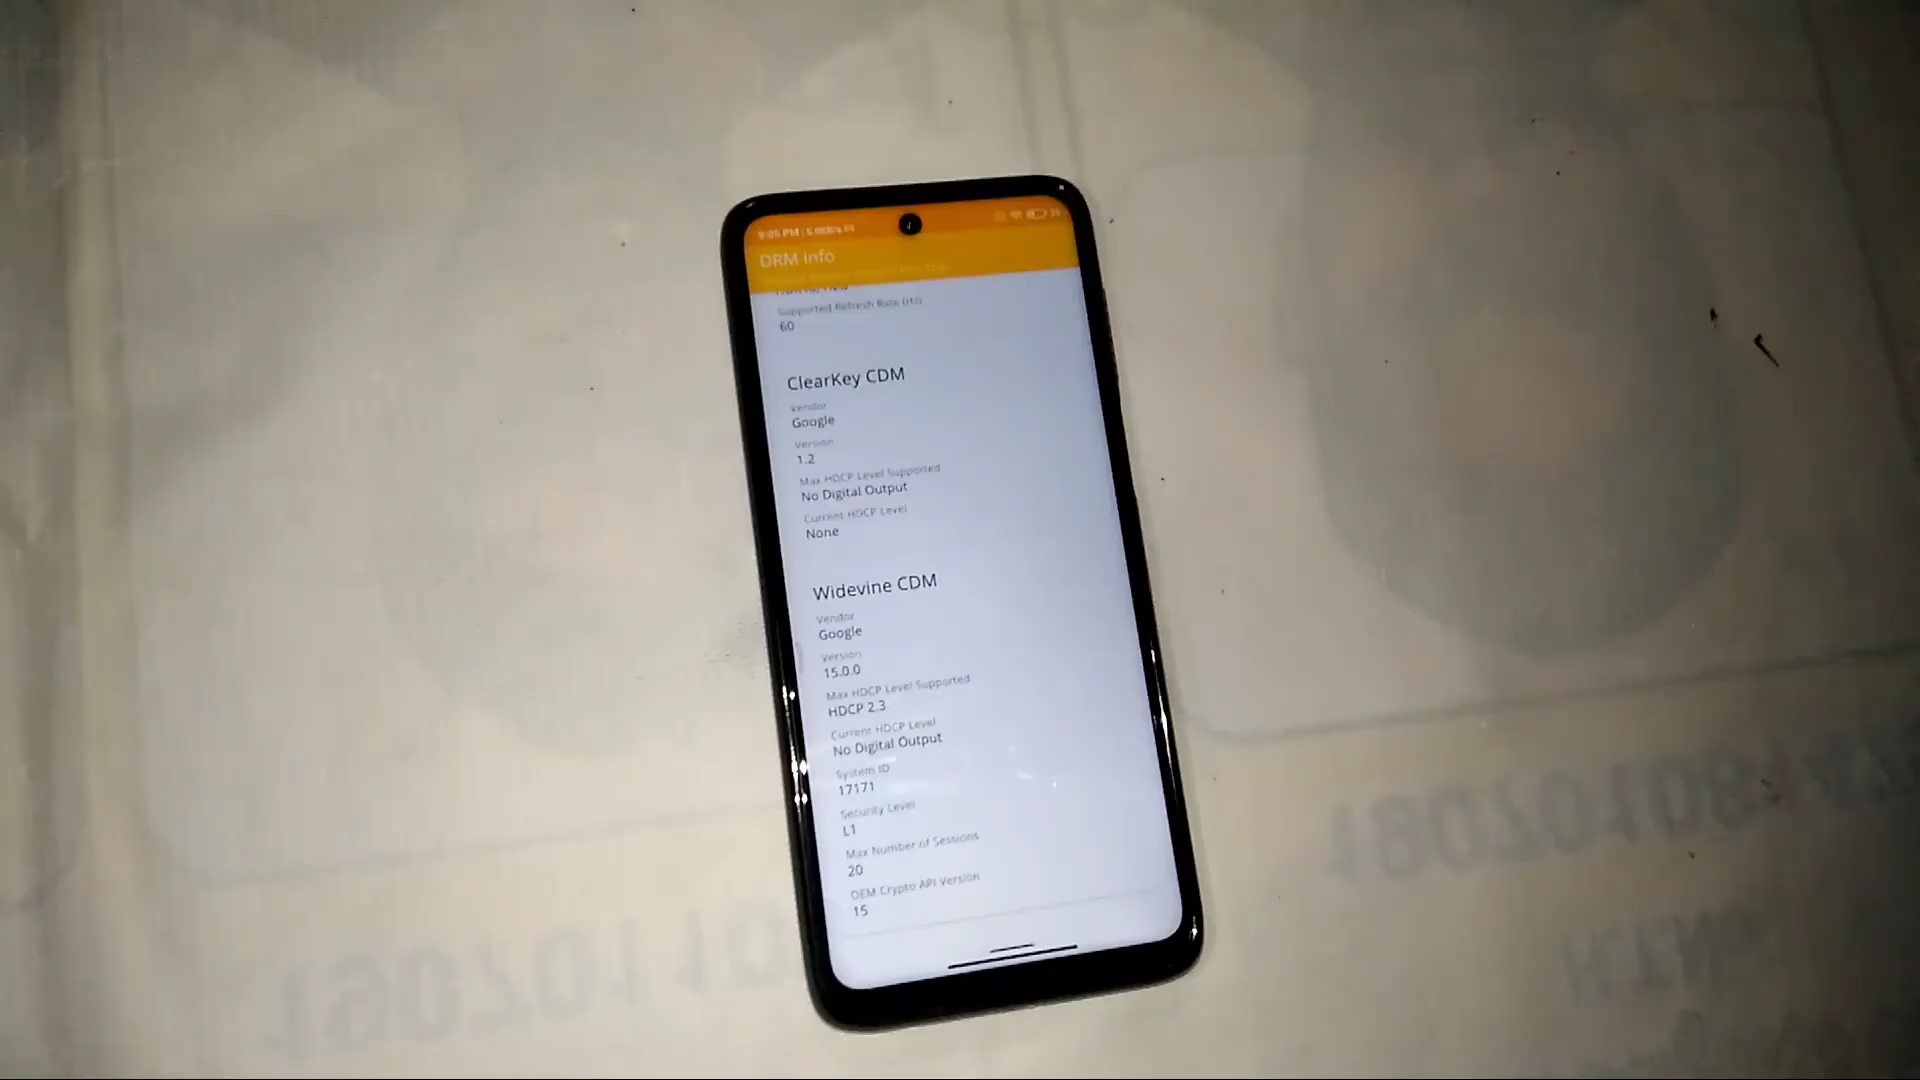 9:05 PM
DRM Info
Supported Refresh Rate (Hz)
60
ClearKey CDM
Vendor
Google
Version
1.2
Max HDCP Level Supported
No Digital Output
Current HDCP Level
None
Widevine CDM
Vendor
Google
Version
15.0.0
Max HDCP Level Supported
HDCP 2.3
Current HDCP Level
No Digital Output
System ID
17171
Security Level
L1
Max Number of Sessions
20
OEM Crypto API Version
15